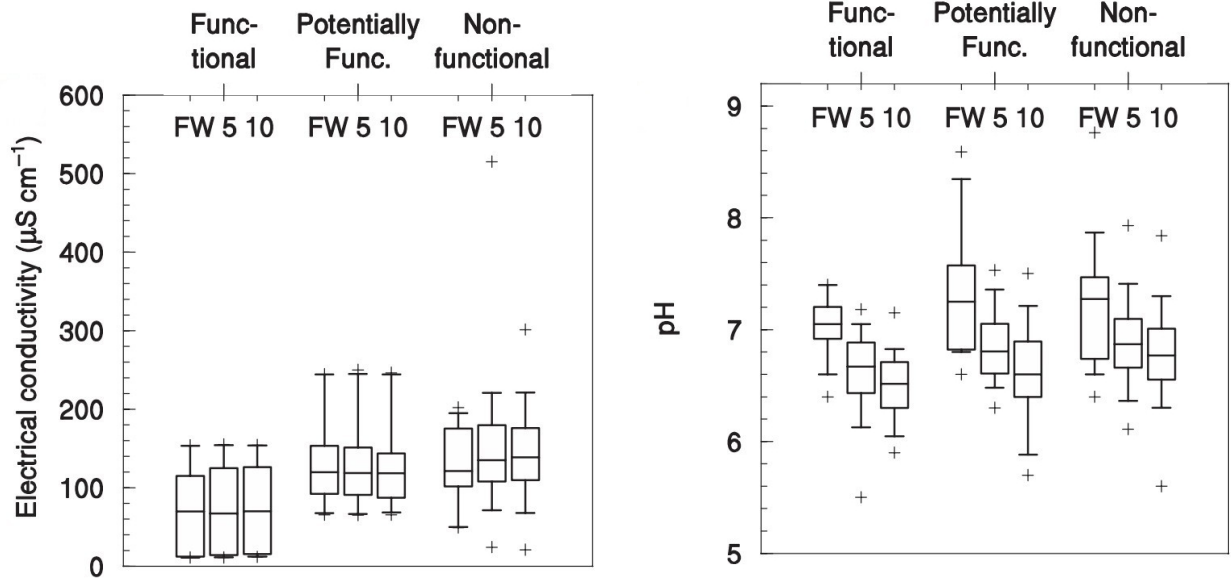 Func-
tional
Potentially
Func.
Non-
functional
FW 5 10
FW 5 10
FW 5 10
600
500
400
300
200
100
0
Electrical conductivity (µS cm⁻¹)
Func-
tional
Potentially
Func.
Non-
functional
FW 5 10
FW 5 10
FW 5 10
9
8
7
6
5
pH